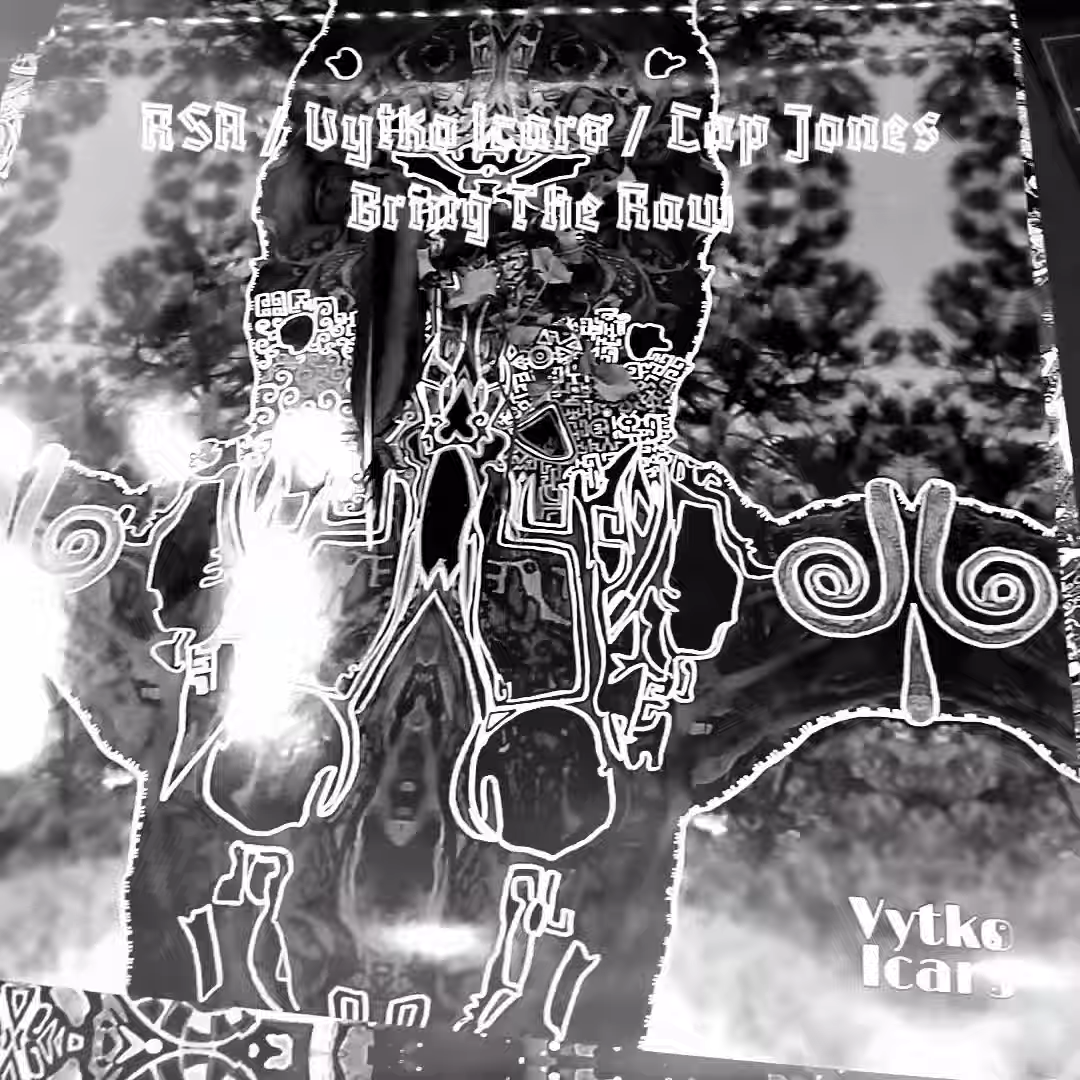 RSA / Vytko Icaro / Cap Jones
Bring The Raw
Vytko
Icaro